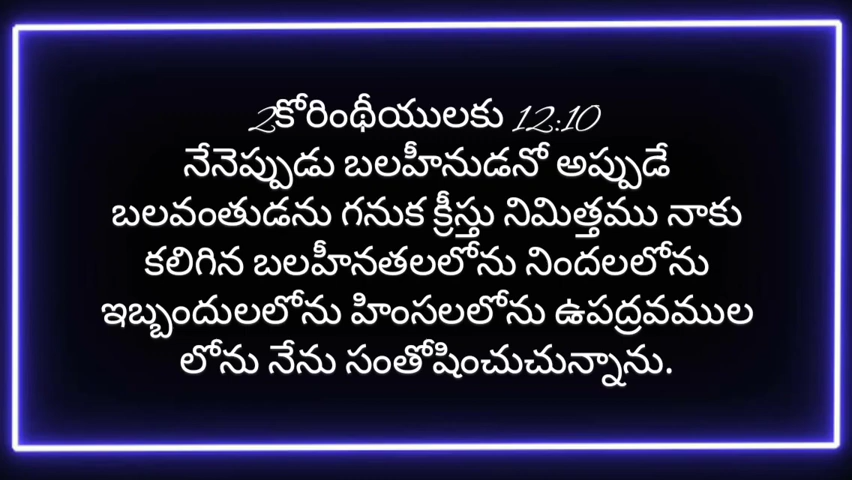 2కోరింథీయులకు 12:10
నేనెప్పుడు బలహీనుడనో అప్పుడే
బలవంతుడను గనుక క్రీస్తు నిమిత్తము నాకు
కలిగిన బలహీనతలలోను నిందలలోను
ఇబ్బందులలోను హింసలలోను ఉపద్రవముల
లోను నేను సంతోషించుచున్నాను.